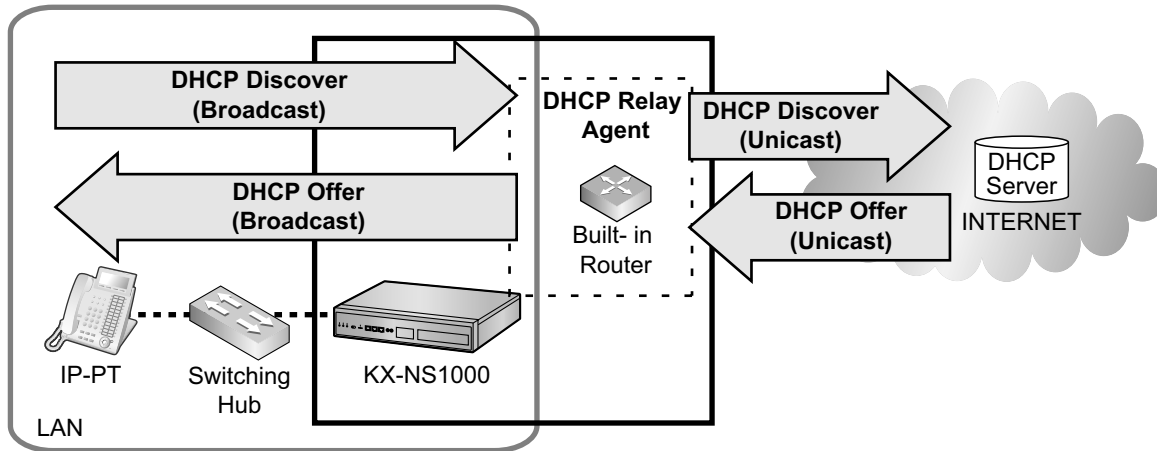 DHCP Discover
(Broadcast)
DHCP Relay
Agent
DHCP Discover
(Unicast)
DHCP
Server
INTERNET
DHCP Offer
(Broadcast)
Built- in
Router
DHCP Offer
(Unicast)
IP-PT
Switching
Hub
KX-NS1000
LAN